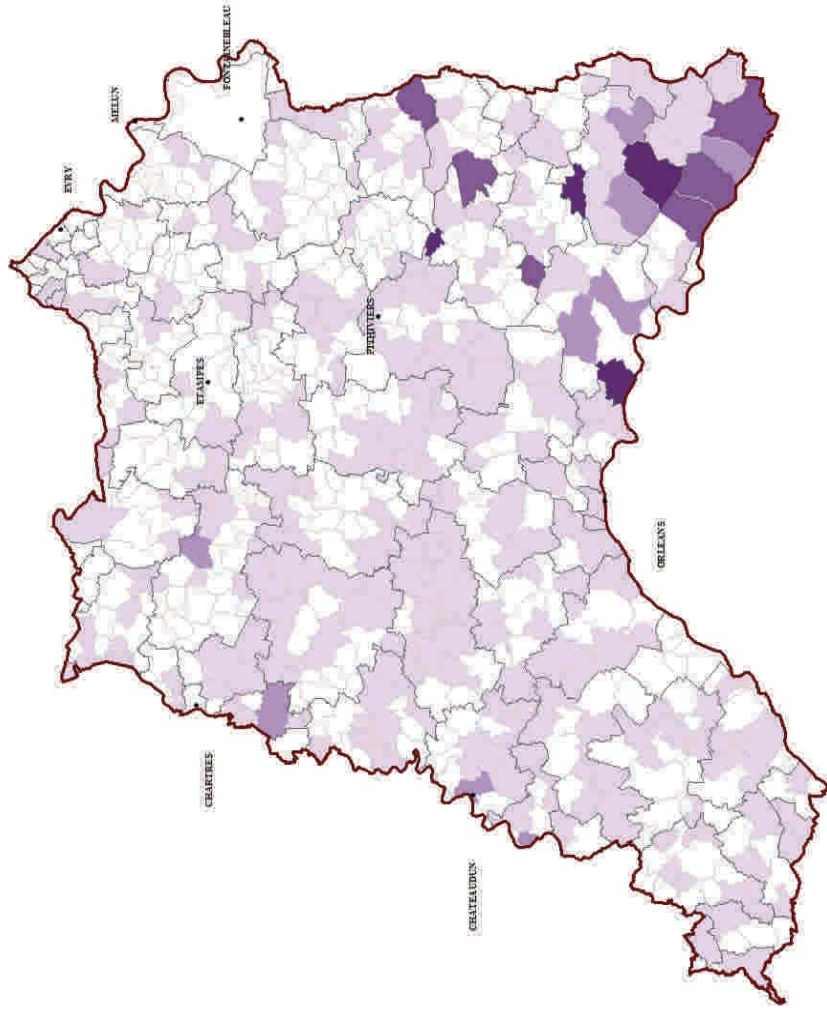 FONTAINEBLEAU
MELUN
EVRY
PITHIVIERS
ETAMPES
ORLEANS
CHARTRES
CHATEAUDUN